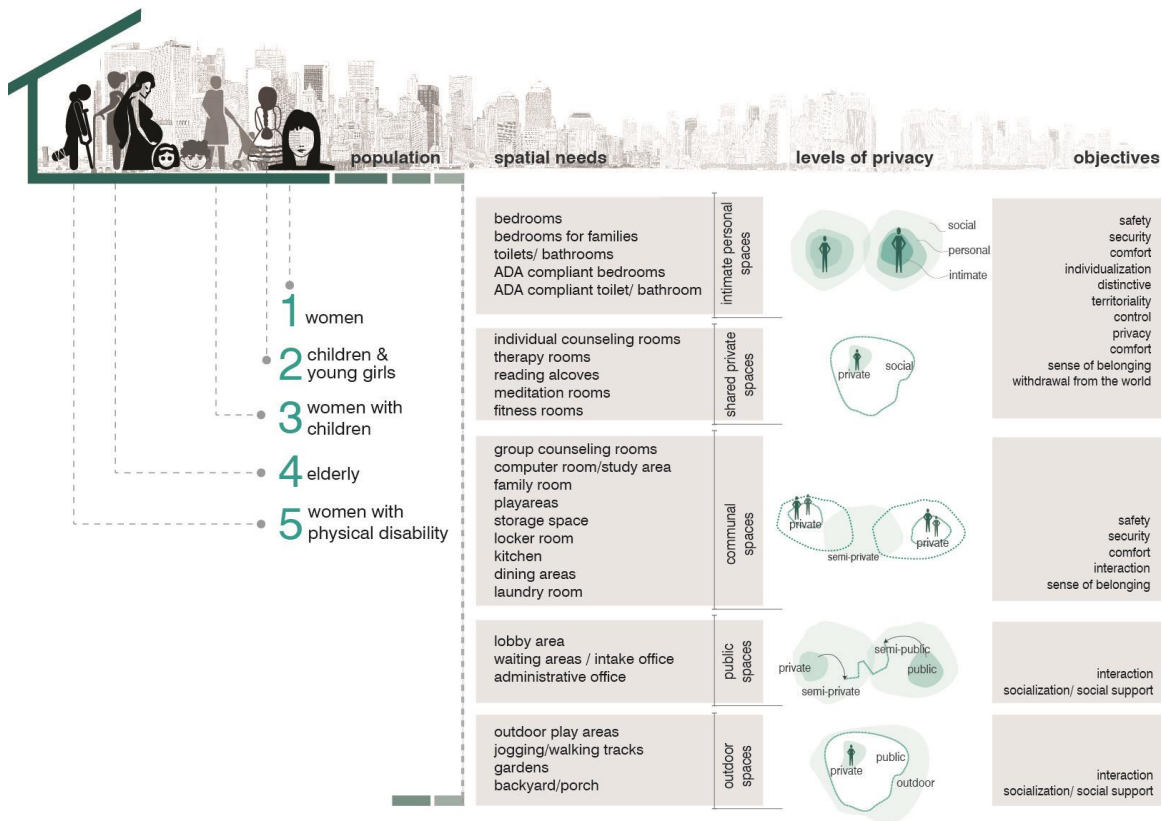 population
spatial needs
levels of privacy
objectives
1 women
2 children &
young girls
3 women with
children
4 elderly
5 women with
physical disability
bedrooms
bedrooms for families
toilets/ bathrooms
ADA compliant bedrooms
ADA compliant toilet/ bathroom
intimate personal
spaces
social
personal
intimate
safety
security
comfort
individualization
distinctive
territoriality
control
privacy
comfort
sense of belonging
withdrawal from the world
individual counseling rooms
therapy rooms
reading alcoves
meditation rooms
fitness rooms
shared private
spaces
private
social
group counseling rooms
computer room/study area
family room
playareas
storage space
locker room
kitchen
dining areas
laundry room
communal
spaces
private
private
semi-private
safety
security
comfort
interaction
sense of belonging
lobby area
waiting areas / intake office
administrative office
public
spaces
semi-public
private
public
semi-private
interaction
socialization/ social support
outdoor play areas
jogging/walking tracks
gardens
backyard/porch
outdoor
spaces
public
private
outdoor
interaction
socialization/ social support